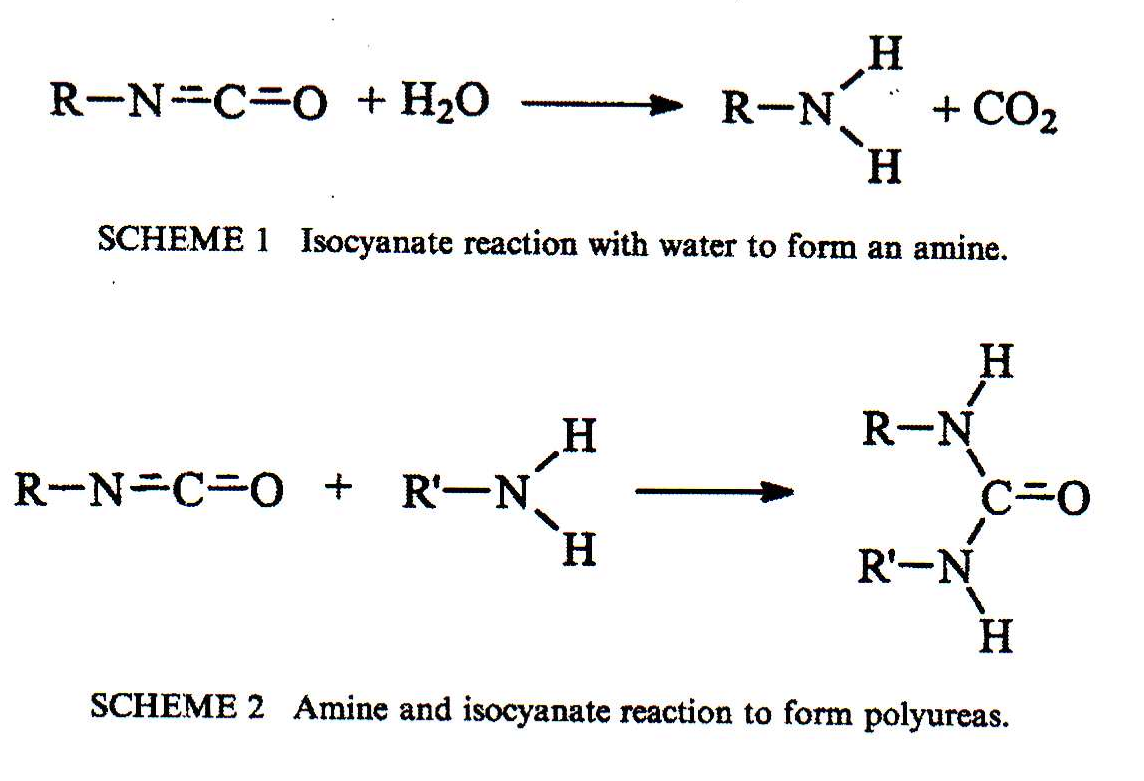 R-N=C=O + H₂O → R-N H H + CO₂
SCHEME 1 Isocyanate reaction with water to form an amine.
R-N=C=O + R'-N H H → R-N H C=O R'-N H
SCHEME 2 Amine and isocyanate reaction to form polyureas.